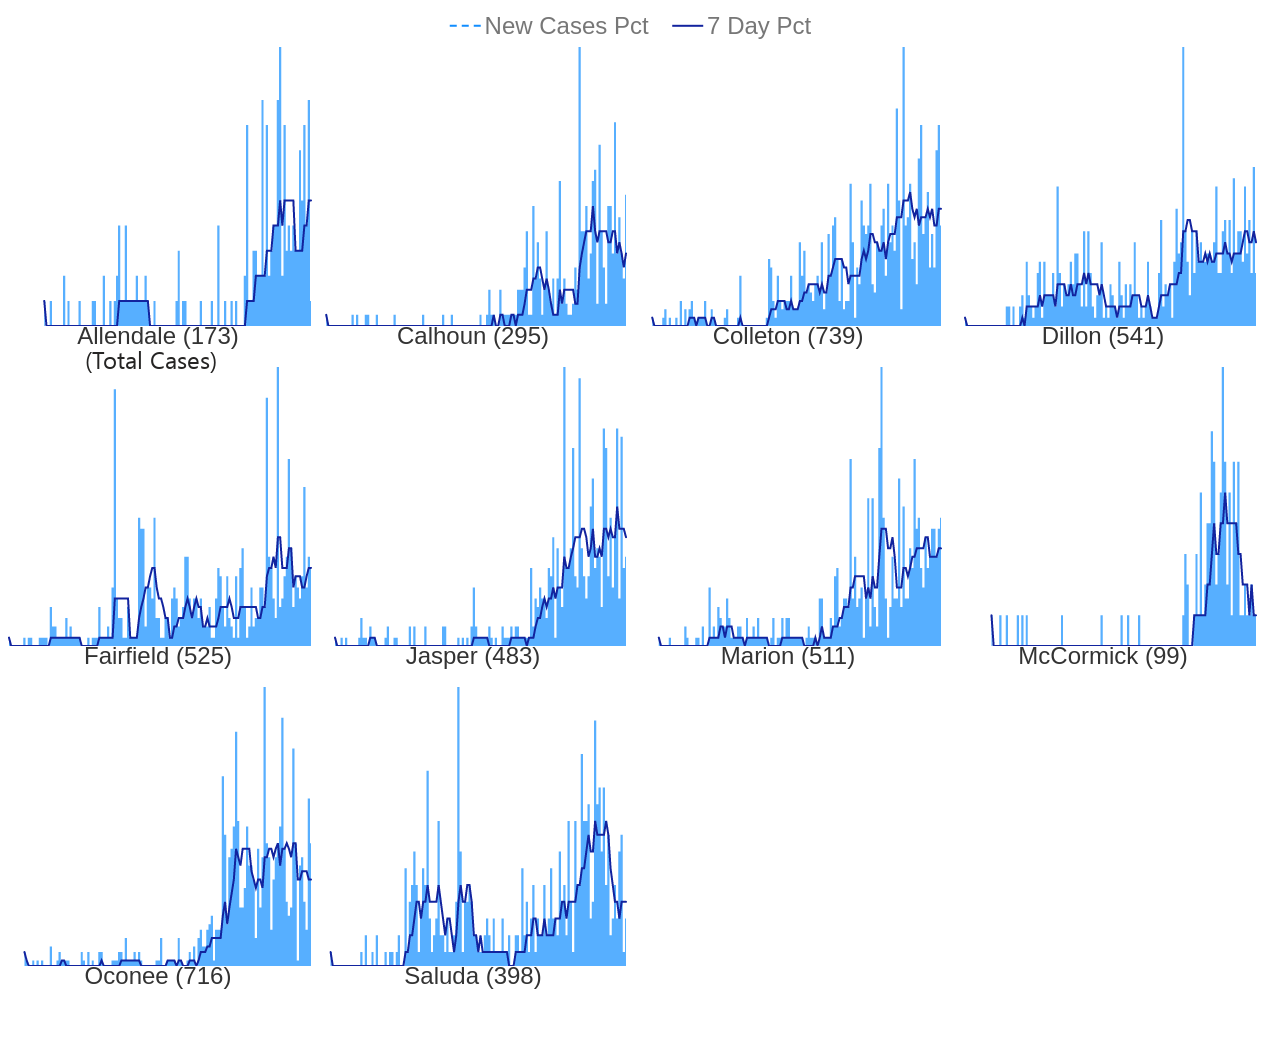 New Cases Pct 7 Day Pct
Allendale (173) Calhoun (295) Colleton (739) Dillon (541)
(Total Cases)
Fairfield (525) Jasper (483) Marion (511) McCormick (99)
Oconee (716) Saluda (398)